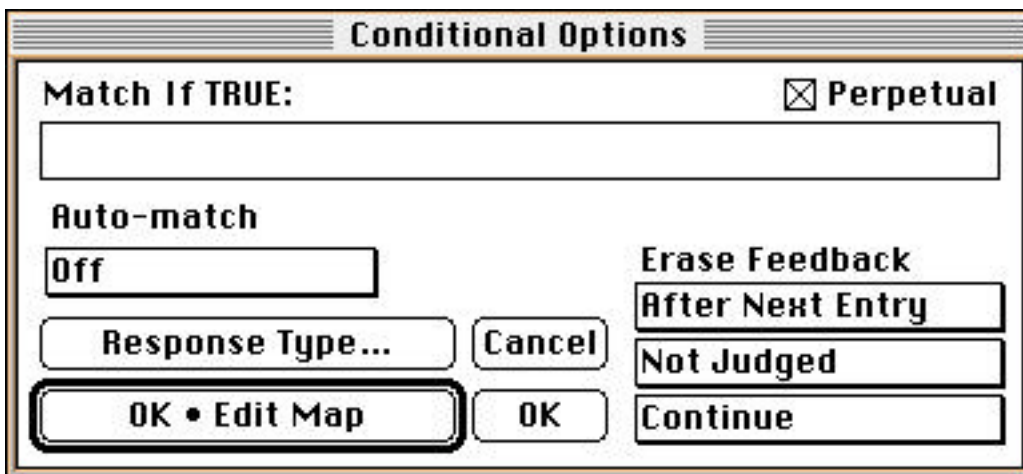 Conditional Options
Match If TRUE:
Perpetual
Auto-match
Off
Erase Feedback
After Next Entry
Response Type...
Cancel
Not Judged
OK • Edit Map
OK
Continue